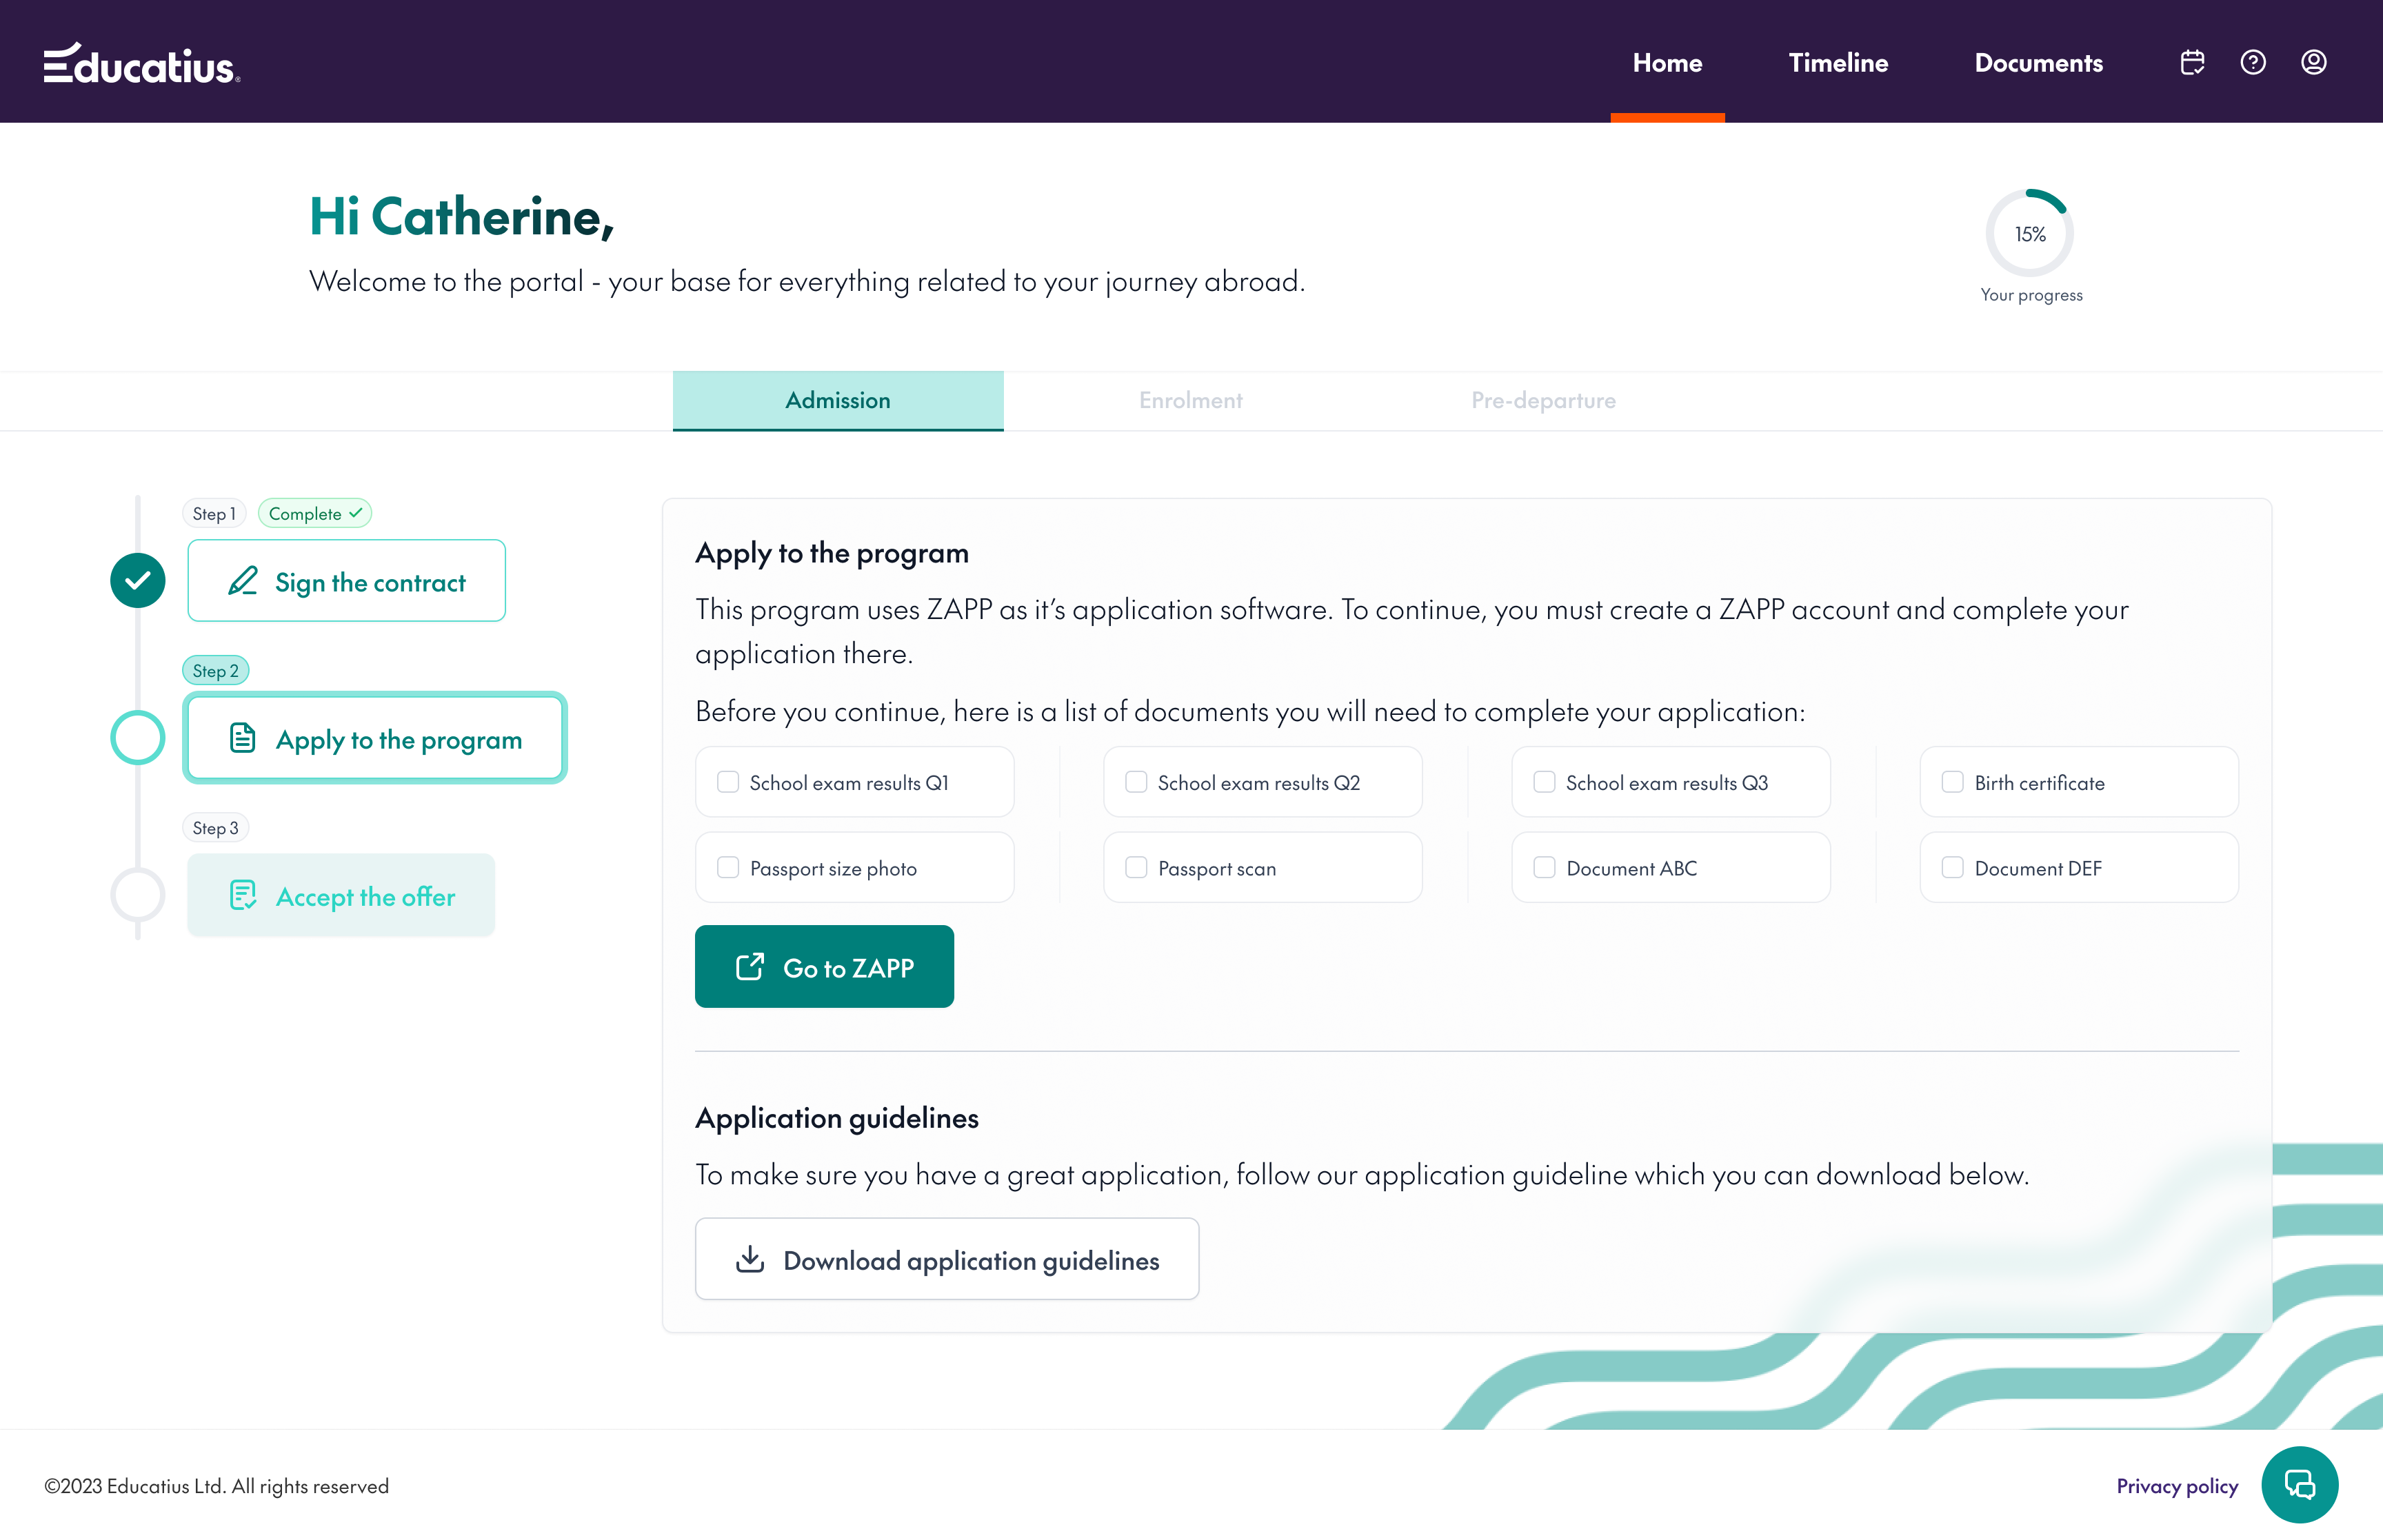 Educatius®
Home
Timeline
Documents
Hi Catherine,
Welcome to the portal - your base for everything related to your journey abroad.
15%
Your progress
Admission
Enrolment
Pre-departure
Step 1
Complete
Sign the contract
Step 2
Apply to the program
Step 3
Accept the offer
Apply to the program
This program uses ZAPP as it’s application software. To continue, you must create a ZAPP account and complete your
application there.
Before you continue, here is a list of documents you will need to complete your application:
School exam results Q1
School exam results Q2
School exam results Q3
Birth certificate
Passport size photo
Passport scan
Document ABC
Document DEF
Go to ZAPP
Application guidelines
To make sure you have a great application, follow our application guideline which you can download below.
Download application guidelines
©2023 Educatius Ltd. All rights reserved
Privacy policy